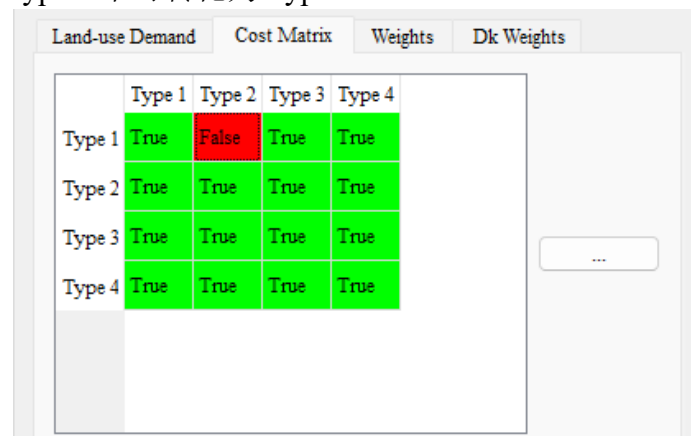 Land-use Demand Cost Matrix Weights Dk Weights
Type 1 Type 2 Type 3 Type 4
Type 1 True False True True
Type 2 True True True True
Type 3 True True True True
...
Type 4 True True True True